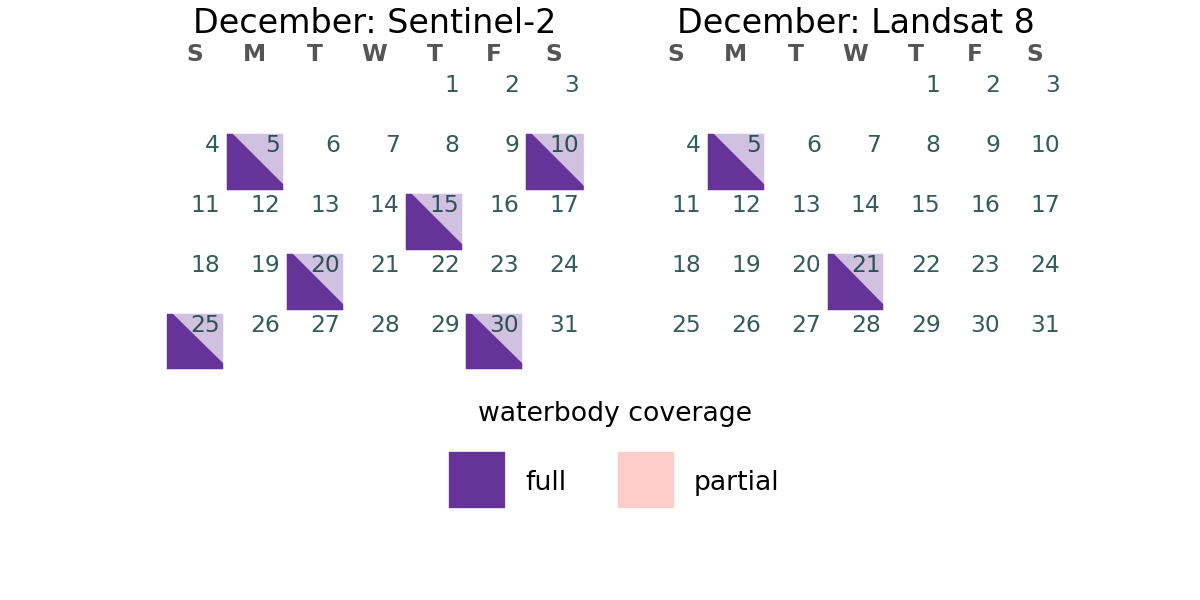 December: Sentinel-2
S M T W T F S
1 2 3
4 5 6 7 8 9 10
11 12 13 14 15 16 17
18 19 20 21 22 23 24
25 26 27 28 29 30 31
December: Landsat 8
S M T W T F S
1 2 3
4 5 6 7 8 9 10
11 12 13 14 15 16 17
18 19 20 21 22 23 24
25 26 27 28 29 30 31
waterbody coverage
full partial